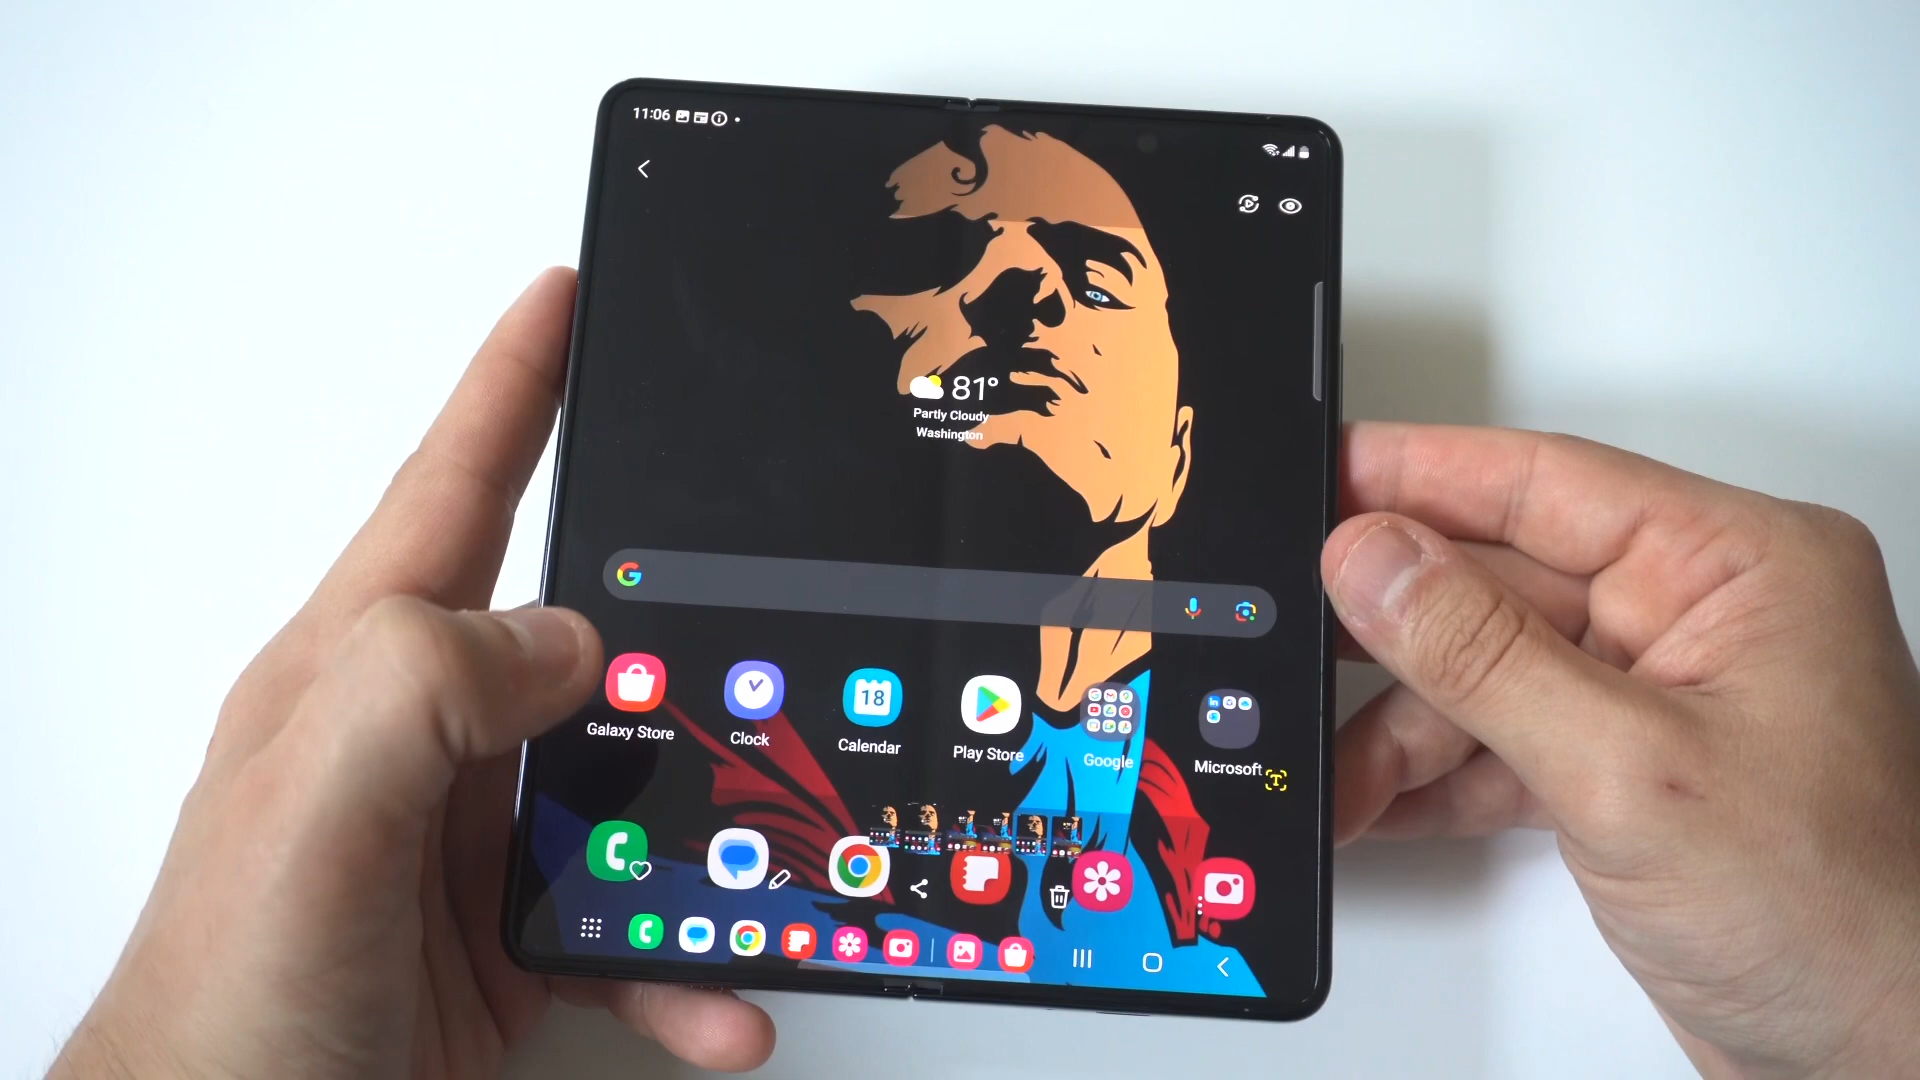 11:06
81°
Partly Cloudy
Washington
G
18
Galaxy Store
Clock
Calendar
Play Store
Google
Microsoft
T